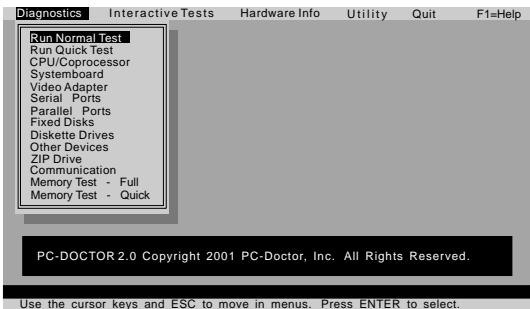 Diagnostics Interactive Tests Hardware Info Utility Quit F1=Help
Run Normal Test
Run Quick Test
CPU/Coprocessor
Systemboard
Video Adapter
Serial Ports
Parallel Ports
Fixed Disks
Diskette Drives
Other Devices
ZIP Drive
Communication
Memory Test - Full
Memory Test - Quick
PC-DOCTOR 2.0 Copyright 2001 PC-Doctor, Inc. All Rights Reserved.
Use the cursor keys and ESC to move in menus. Press ENTER to select.